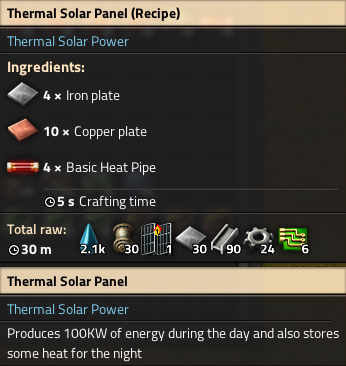 Thermal Solar Panel (Recipe)
Thermal Solar Power
Ingredients:
4 × Iron plate
10 × Copper plate
4 × Basic Heat Pipe
5 s Crafting time
Total raw:
30 m 2.1k 30 1 30 90 24 6
Thermal Solar Panel
Thermal Solar Power
Produces 100KW of energy during the day and also stores
some heat for the night